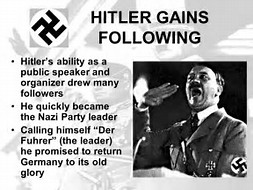 HITLER GAINS
FOLLOWING
• Hitler's ability as a
public speaker and
organizer drew many
followers
• He quickly became
the Nazi Party leader
• Calling himself "Der
Fuhrer" (the leader)
he promised to return
Germany to its old
glory